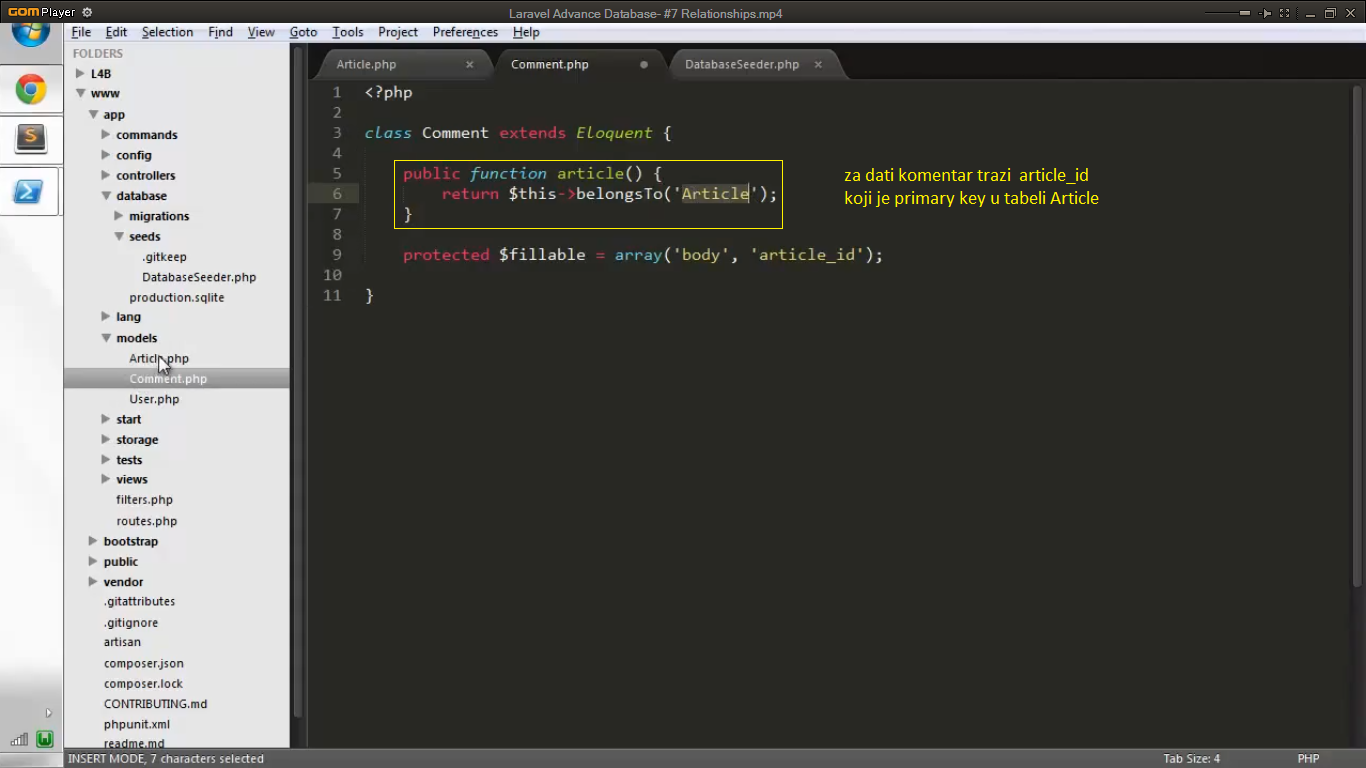 GOMPlayer
Laravel Advance Database- #7 Relationships.mp4
File Edit Selection Find View Goto Tools Project Preferences Help
FOLDERS
L4B
www
app
commands
config
controllers
database
migrations
seeds
.gitkeep
DatabaseSeeder.php
production.sqlite
lang
models
Article.php
Comment.php
User.php
start
storage
tests
views
filters.php
routes.php
bootstrap
public
vendor
.gitattributes
.gitignore
artisan
composer.json
composer.lock
CONTRIBUTING.md
phpunit.xml
readme.md
Article.php Comment.php DatabaseSeeder.php
1 <?php
2
3 class Comment extends Eloquent {
4
5 public function article() {
6 return $this->belongsTo('Article');
7 }
8
9 protected $fillable = array('body', 'article_id');
10
11 }
za dati komentar trazi article_id
koji je primary key u tabeli Article
INSERT MODE, 7 characters selected
Tab Size: 4 PHP